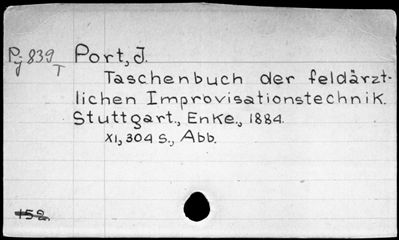 Pj 839
T
Port, J.
Taschenbuch der feldärzt-
lichen Improvisationstechnik.
Stuttgart., Enke., 1884.
XI, 304 S., Abb.
152